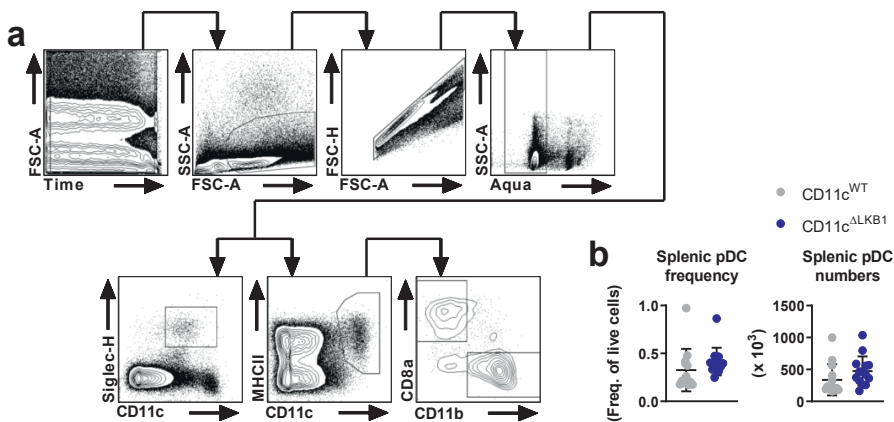 a
FSC-A
Time
SSC-A
FSC-A
FSC-H
FSC-A
SSC-A
Aqua
CD11c^WT
CD11c^ΔLKB1
Siglec-H
CD11c
MHCII
CD11c
CD8a
CD11b
b
Splenic pDC
frequency
(Freq. of live cells)
1.0
0.5
0.0
Splenic pDC
numbers
(x 10³)
1500
1000
500
0